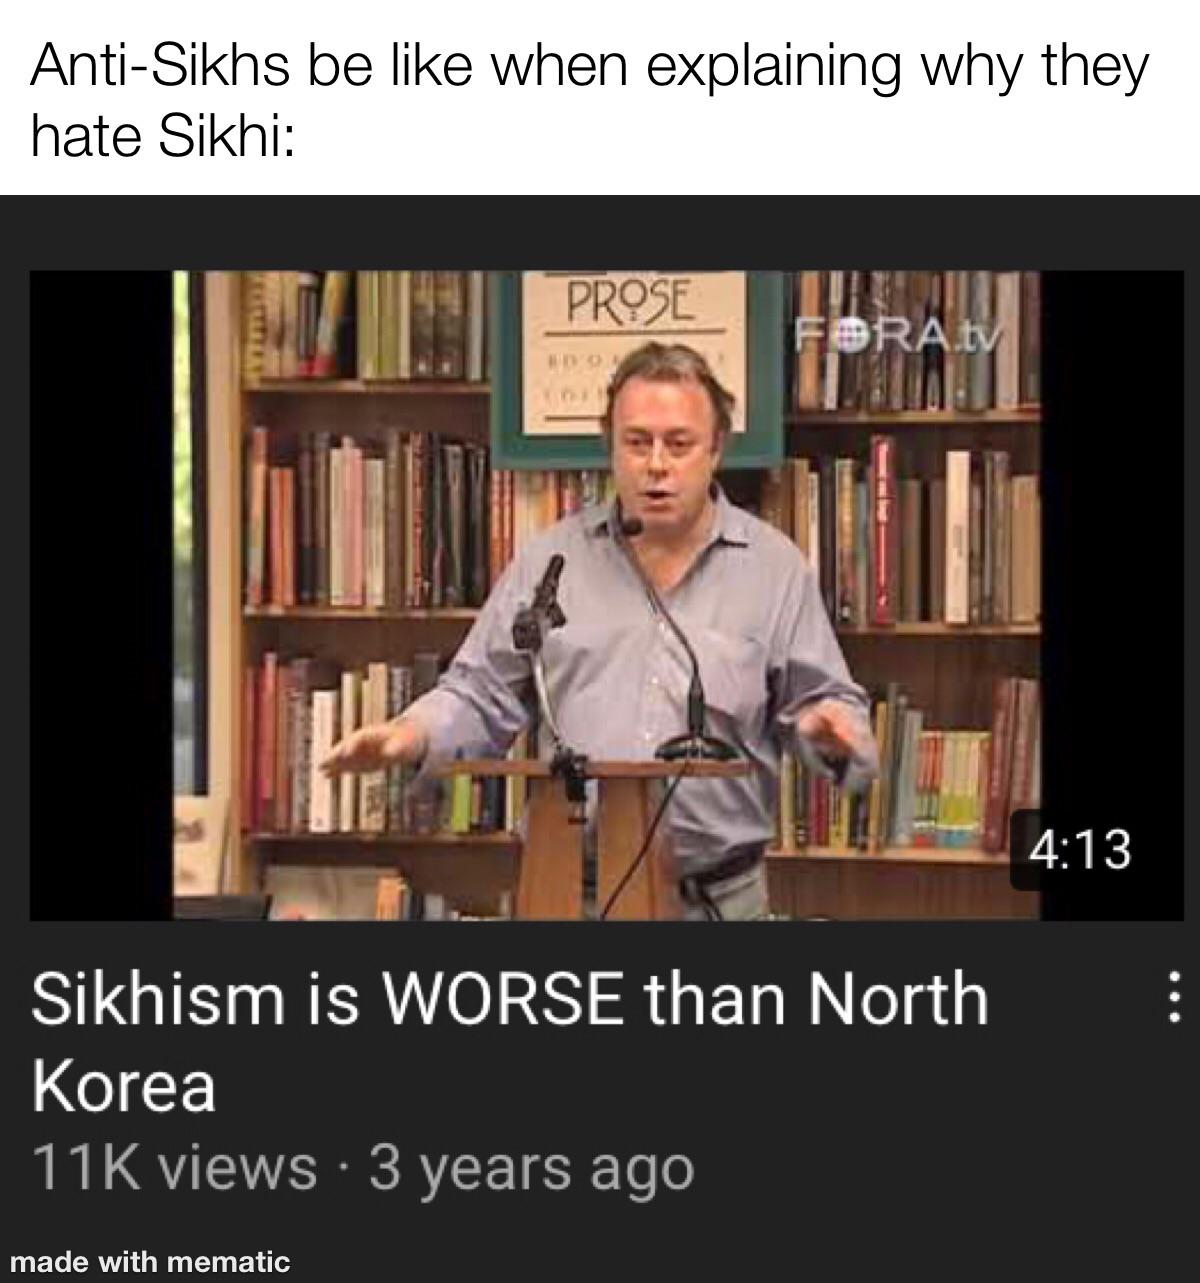 Anti-Sikhs be like when explaining why they
hate Sikhi:
PROSE
FORA.tv
4:13
Sikhism is WORSE than North
Korea
11K views · 3 years ago
made with mematic